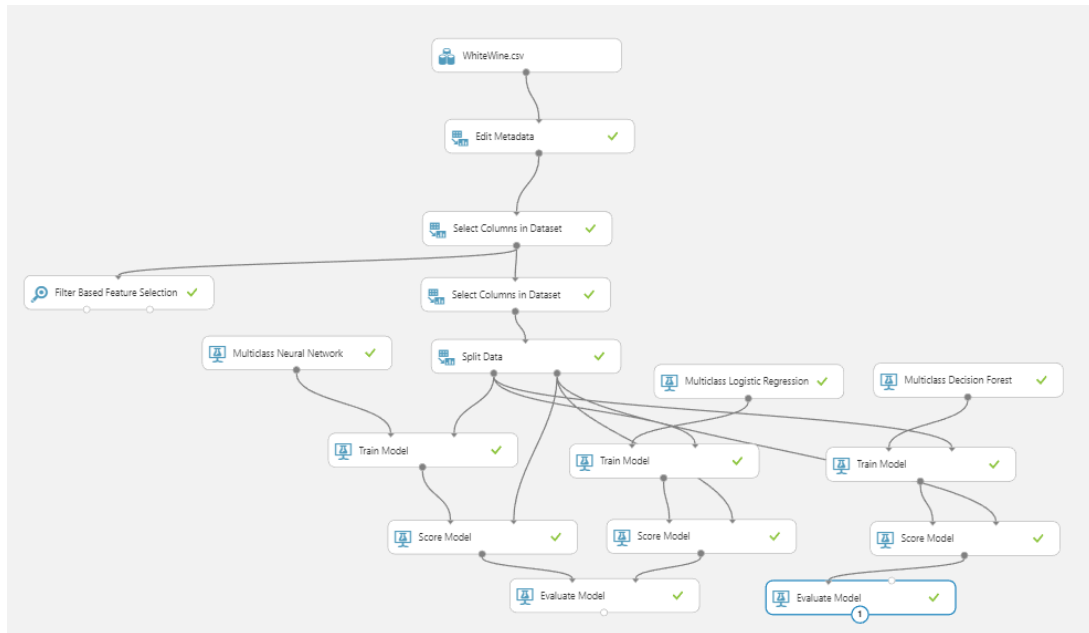 WhiteWine.csv
Edit Metadata
Select Columns in Dataset
Filter Based Feature Selection
Select Columns in Dataset
Multiclass Neural Network
Split Data
Multiclass Logistic Regression
Multiclass Decision Forest
Train Model
Train Model
Train Model
Score Model
Score Model
Score Model
Evaluate Model
Evaluate Model
1